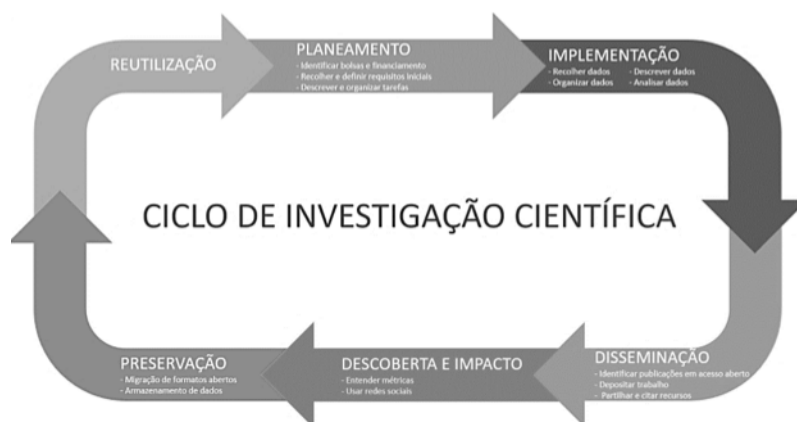 REUTILIZAÇÃO
PLANEAMENTO
- Identificar bolsas e financiamento
- Recolher e definir requisitos iniciais
- Descrever e organizar tarefas
IMPLEMENTAÇÃO
- Recolher dados - Descrever dados
- Organizar dados - Analisar dados
CICLO DE INVESTIGAÇÃO CIENTÍFICA
PRESERVAÇÃO
- Migração de formatos abertos
- Armazenamento de dados
DESCOBERTA E IMPACTO
- Entender métricas
- Usar redes sociais
DISSEMINAÇÃO
- Identificar publicações em acesso aberto
- Depositar trabalho
- Partilhar e citar recursos